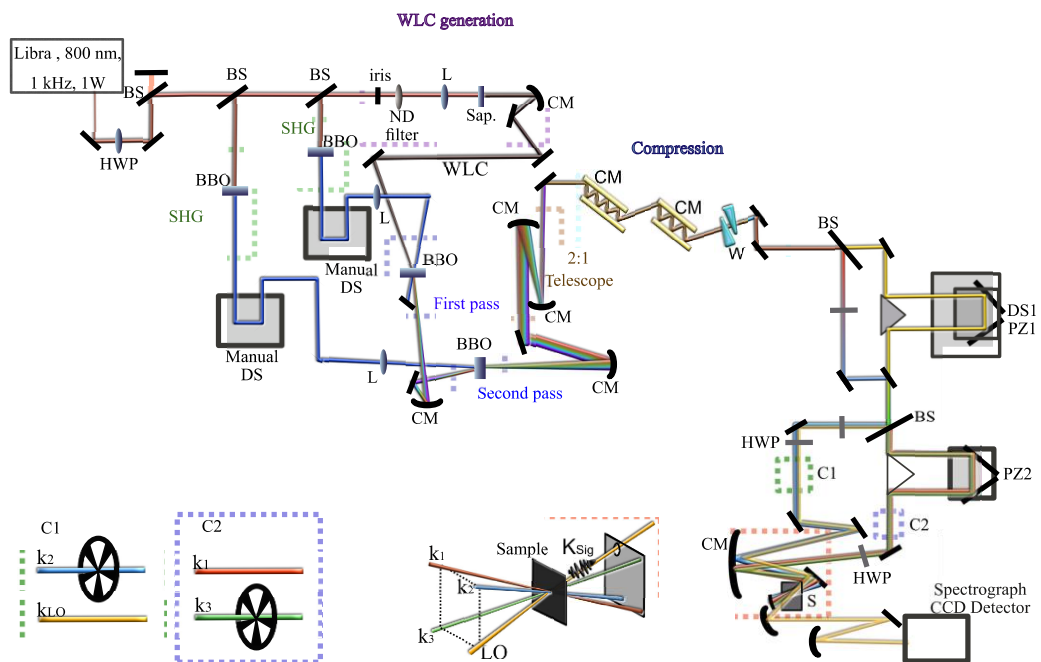 WLC generation
Libra , 800 nm,
1 kHz, 1W
BS
BS
BS
iris
L
ND
filter
Sap.
CM
HWP
SHG
BBO
BBO
SHG
WLC
L
Manual
DS
BBO
First pass
Manual
DS
L
BBO
Second pass
CM
CM
CM
CM
2:1
Telescope
Compression
CM
CM
W
BS
DS1
PZ1
BS
HWP
C1
PZ2
C2
CM
HWP
S
Spectrograph
CCD Detector
C1
k2
kLO
C2
k1
k3
Sample
KSig
k1
k2
k3
LO